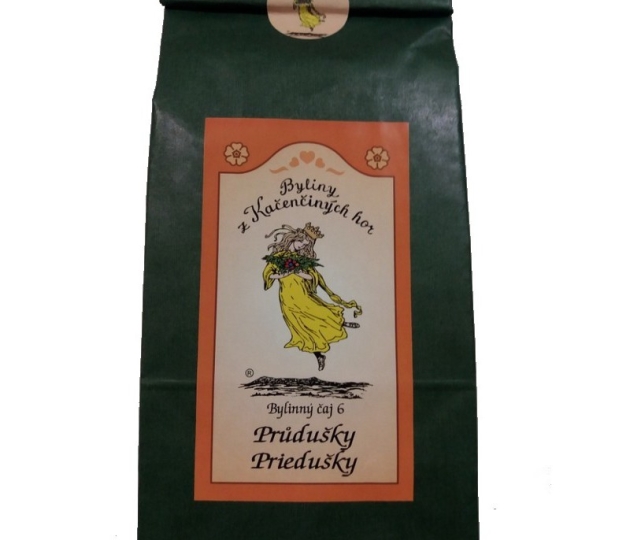 Byliny
z Kačenčiných hor
®
Bylinný čaj 6
Průdušky
Priedušky